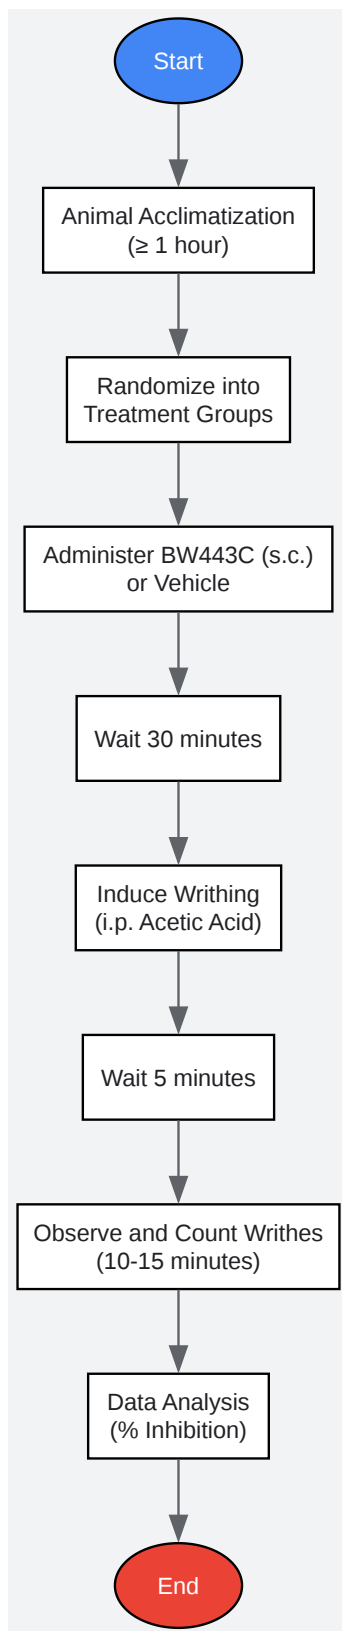 Start
Animal Acclimatization
(≥ 1 hour)
Randomize into
Treatment Groups
Administer BW443C (s.c.)
or Vehicle
Wait 30 minutes
Induce Writhing
(i.p. Acetic Acid)
Wait 5 minutes
Observe and Count Writhes
(10-15 minutes)
Data Analysis
(% Inhibition)
End